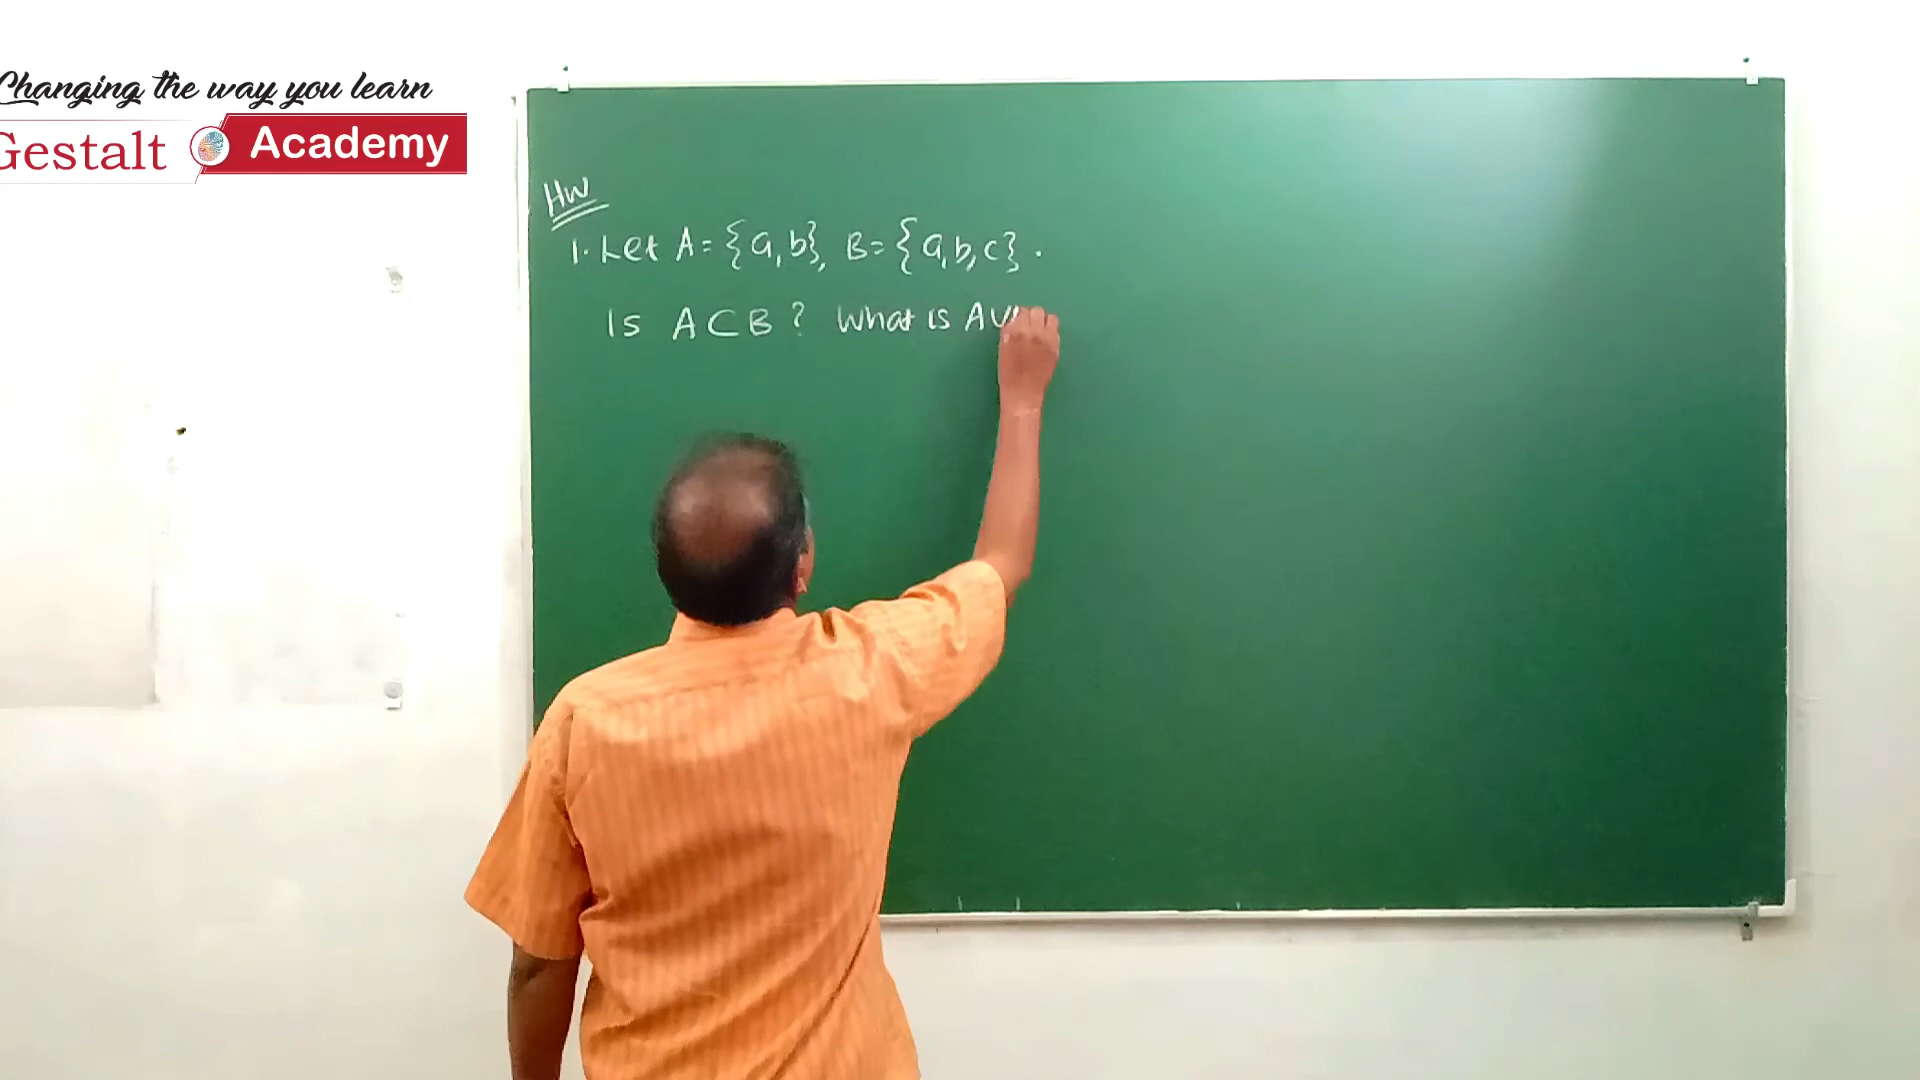 Changing the way you learn
Gestalt Academy
HW
1. Let A = {a, b}, B = {a, b, c}.
Is A ⊂ B ? What is A ∪